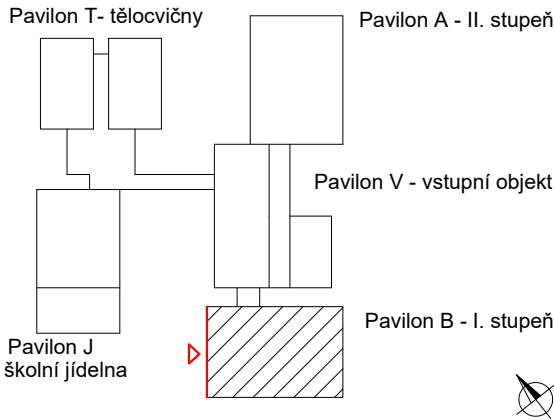 Pavilon T- tělocvičny
Pavilon A - II. stupeň
Pavilon V - vstupní objekt
Pavilon B - I. stupeň
Pavilon J
školní jídelna